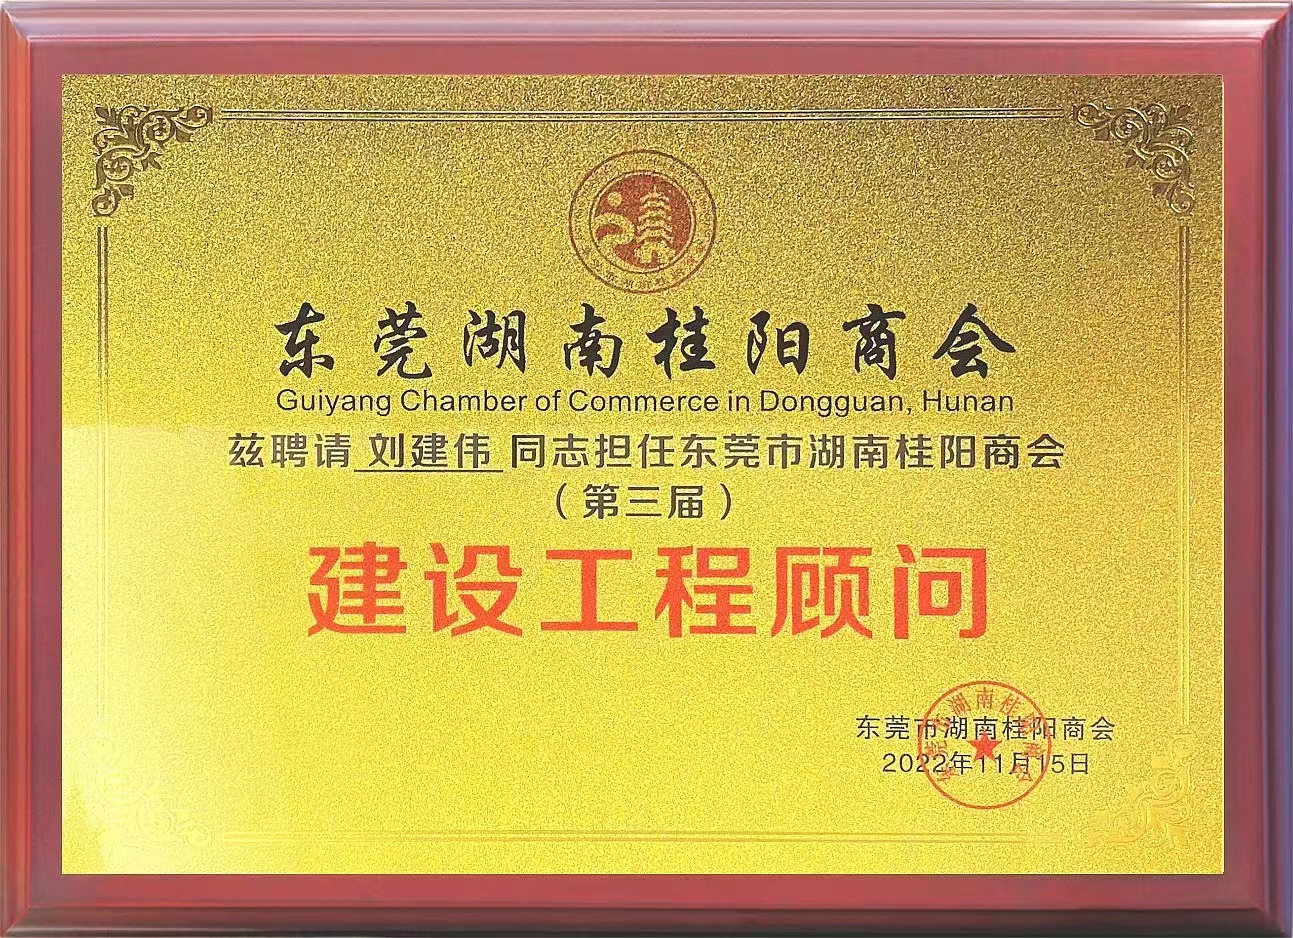 东莞湖南桂阳商会
Guiyang Chamber of Commerce in Dongguan, Hunan
兹聘请 刘建伟 同志担任东莞市湖南桂阳商会
（第三届）
建设工程顾问
东莞市湖南桂阳商会
2022年11月15日